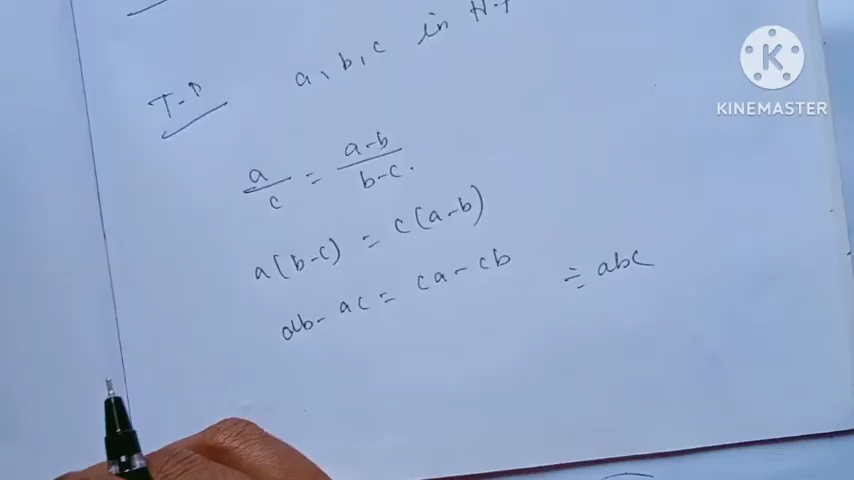 a, b, c in H.P
T-P
a/c = a-b/b-c.
a(b-c) = c(a-b)
ab - ac = ca - cb ÷ abc
K
KINEMASTER